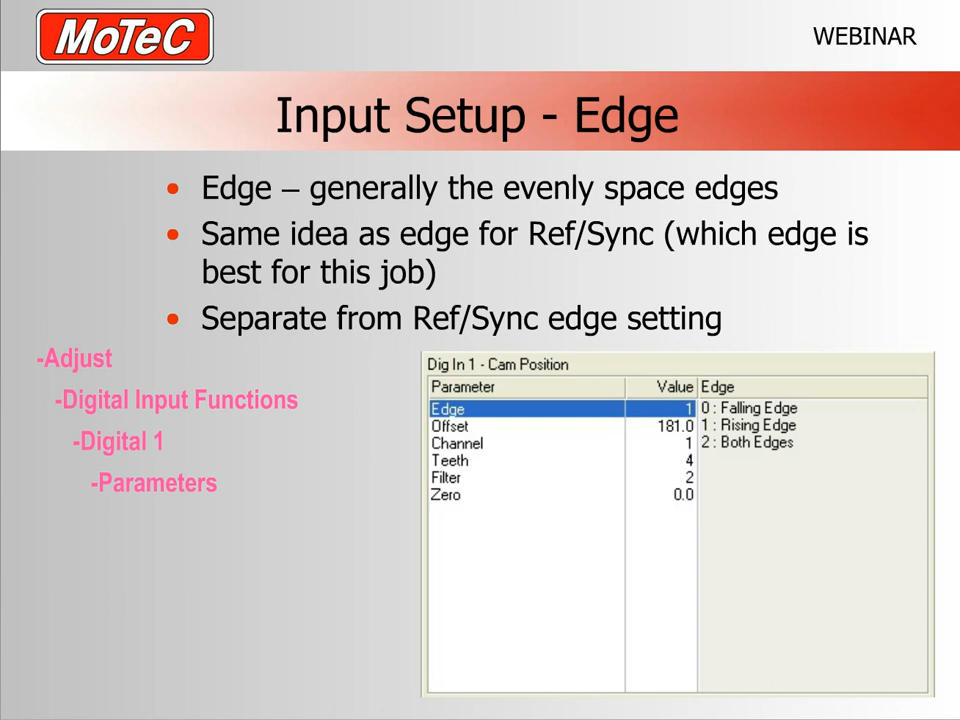 MoTeC
WEBINAR
Input Setup - Edge
• Edge – generally the evenly space edges
• Same idea as edge for Ref/Sync (which edge is
best for this job)
• Separate from Ref/Sync edge setting
-Adjust
-Digital Input Functions
-Digital 1
-Parameters
Dig In 1 - Cam Position
Parameter Value Edge
Edge 1 0 : Falling Edge
Offset 181.0 1 : Rising Edge
Channel 1 2 : Both Edges
Teeth 4
Filter 2
Zero 0.0